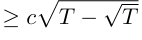 ≥ c√(T − √T)